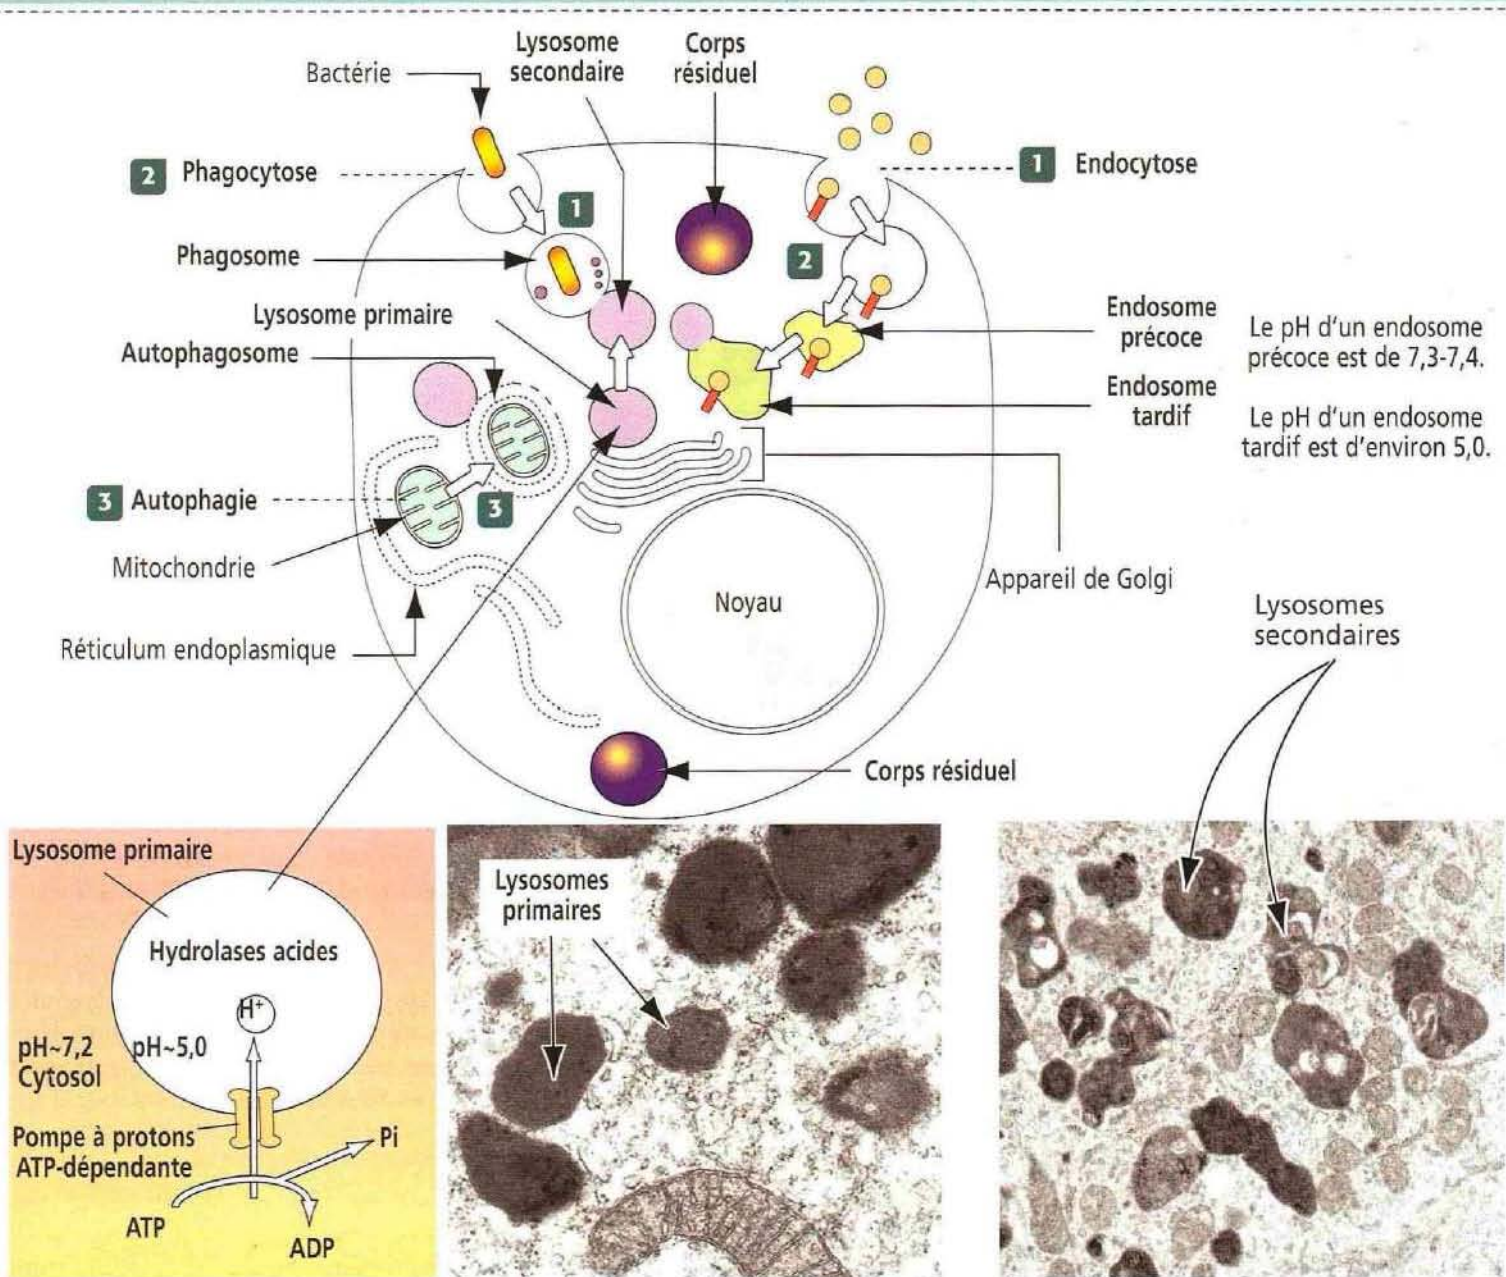 Lysosome
secondaire
Corps
résiduel
Bactérie
2 Phagocytose
1 Endocytose
1
Phagosome
2
Lysosome primaire
Autophagosome
Endosome
précoce
Le pH d'un endosome
précoce est de 7,3-7,4.
Endosome
tardif
Le pH d'un endosome
tardif est d'environ 5,0.
3 Autophagie
3
Mitochondrie
Appareil de Golgi
Noyau
Réticulum endoplasmique
Lysosomes
secondaires
Corps résiduel
Lysosome primaire
Hydrolases acides
H+
pH~7,2
Cytosol
pH~5,0
Pompe à protons
ATP-dépendante
Pi
ATP
ADP
Lysosomes
primaires